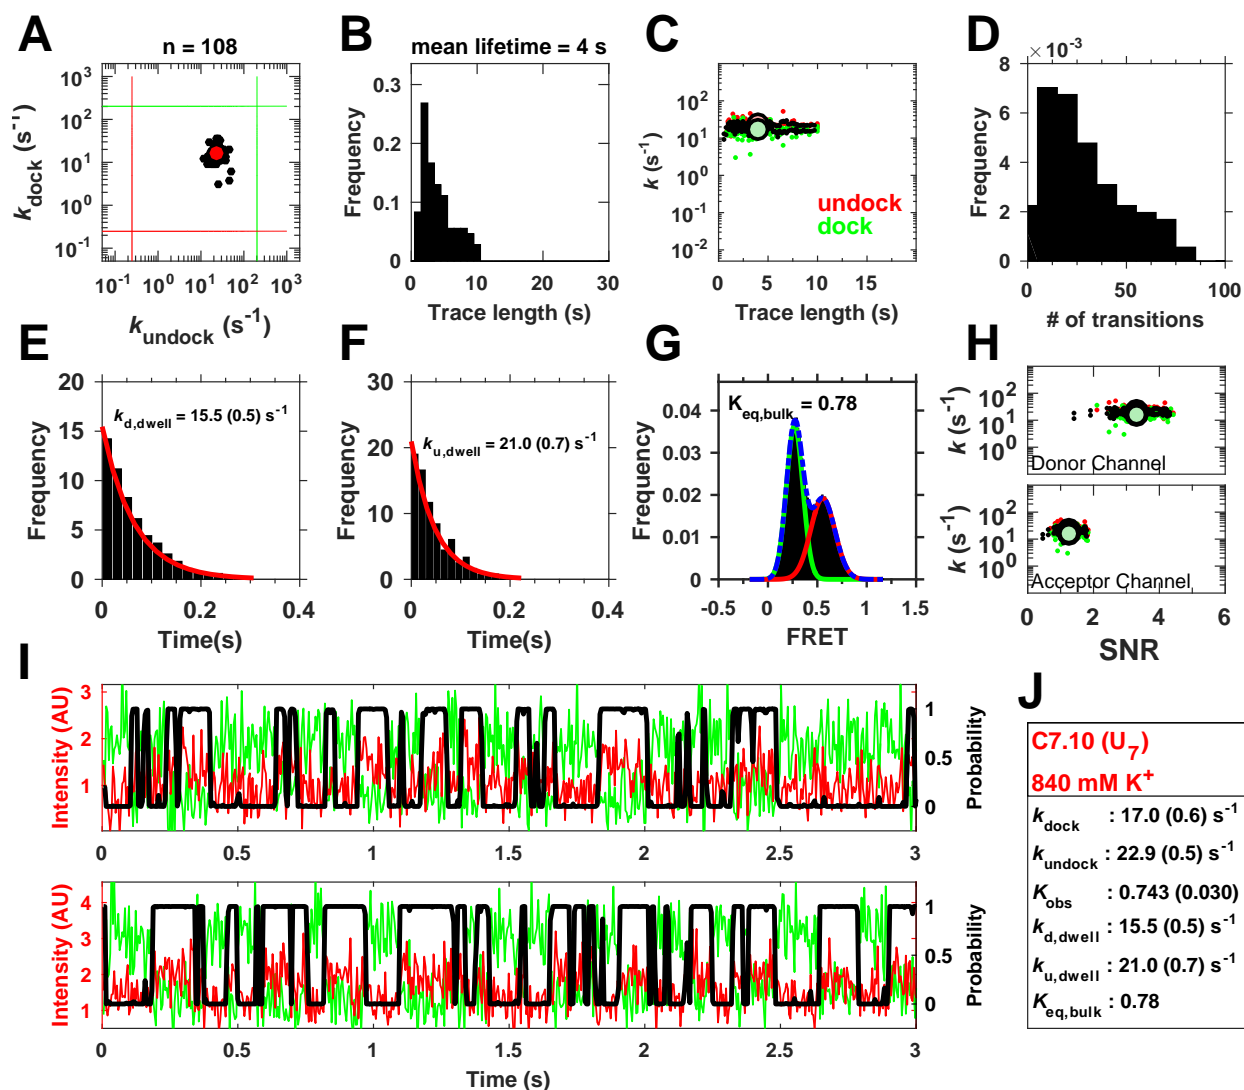 A
n = 108
10⁻¹ 10⁰ 10¹ 10² 10³
10⁻¹ 10⁰ 10¹ 10² 10³
k_dock (s⁻¹)
k_undock (s⁻¹)
B
mean lifetime = 4 s
0 0.1 0.2 0.3
0 10 20 30
Frequency
Trace length (s)
C
10⁻² 10⁻¹ 10⁰ 10¹ 10²
0 5 10 15
k (s⁻¹)
undock
dock
Trace length (s)
D
×10⁻³
0 2 4 6 8
0 50 100
Frequency
# of transitions
E
0 5 10 15 20
0 0.2 0.4
k_d,dwell = 15.5 (0.5) s⁻¹
Frequency
Time(s)
F
0 10 20 30
0 0.2 0.4
k_u,dwell = 21.0 (0.7) s⁻¹
Frequency
Time(s)
G
K_eq,bulk = 0.78
0 0.01 0.02 0.03 0.04
-0.5 0 0.5 1 1.5
Frequency
FRET
H
10⁰ 10¹ 10²
k (s⁻¹)
Donor Channel
10⁰ 10¹ 10²
k (s⁻¹)
Acceptor Channel
0 2 4 6
SNR
I
Intensity (AU)
1 2 3
0 0.5 1
Probability
0 0.5 1 1.5 2 2.5 3
Intensity (AU)
1 2 3 4
0 0.5 1
Probability
0 0.5 1 1.5 2 2.5 3
Time (s)
J
C7.10 (U₇)
840 mM K⁺
k_dock : 17.0 (0.6) s⁻¹
k_undock : 22.9 (0.5) s⁻¹
K_obs : 0.743 (0.030)
k_d,dwell : 15.5 (0.5) s⁻¹
k_u,dwell : 21.0 (0.7) s⁻¹
K_eq,bulk : 0.78